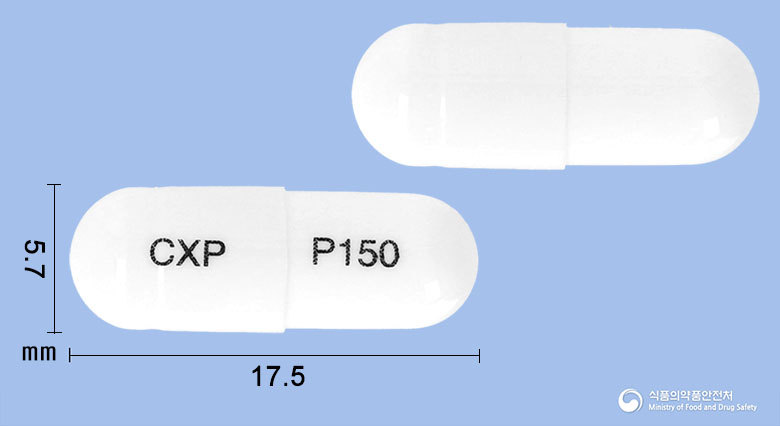 CXP P150
5.7
mm
17.5
식품의약품안전처
Ministry of Food and Drug Safety